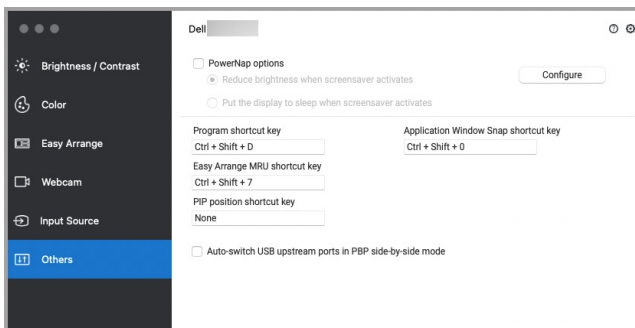 Dell
Brightness / Contrast
Color
Easy Arrange
Webcam
Input Source
Others
PowerNap options
Reduce brightness when screensaver activates
Put the display to sleep when screensaver activates
Configure
Program shortcut key
Ctrl + Shift + D
Application Window Snap shortcut key
Ctrl + Shift + 0
Easy Arrange MRU shortcut key
Ctrl + Shift + 7
PIP position shortcut key
None
Auto-switch USB upstream ports in PBP side-by-side mode